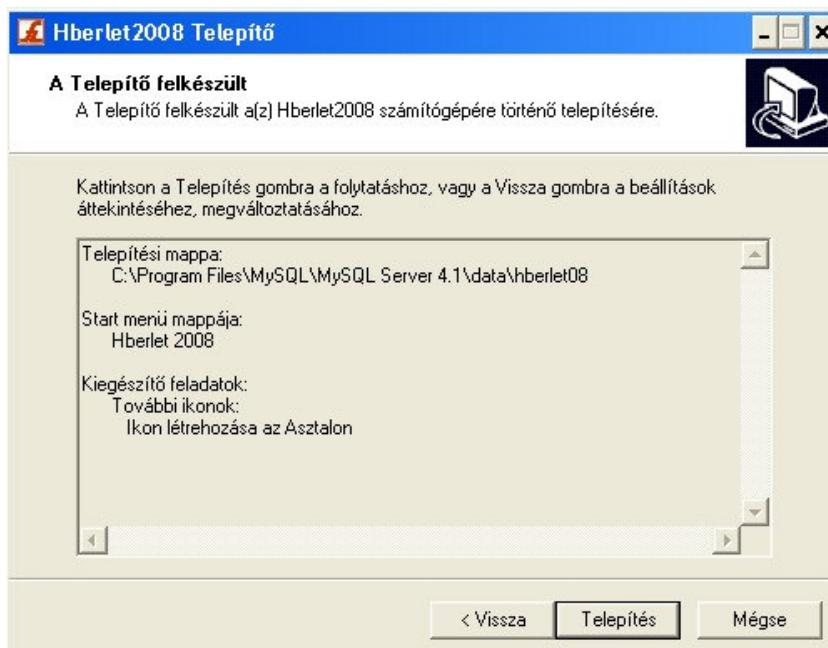 Hberlet2008 Telepítő
A Telepítő felkészült
A Telepítő felkészült a(z) Hberlet2008 számítógépére történő telepítésére.
Kattintson a Telepítés gombra a folytatáshoz, vagy a Vissza gombra a beállítások
áttekintéséhez, megváltoztatásához.
Telepítési mappa:
C:\Program Files\MySQL\MySQL Server 4.1\data\hberlet08
Start menü mappája:
Hberlet 2008
Kiegészítő feladatok:
További ikonok:
Ikon létrehozása az Asztalon
< Vissza Telepítés Mégse